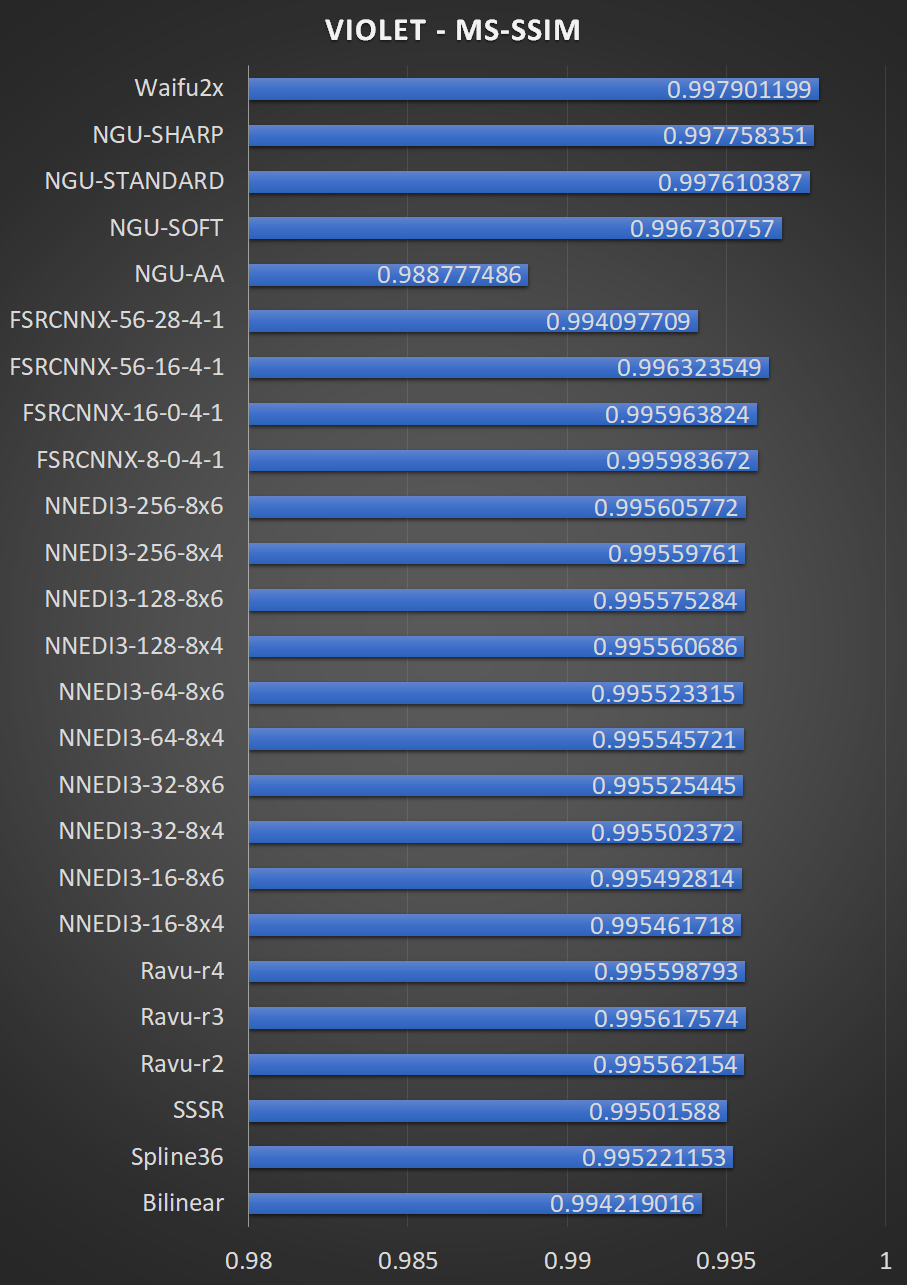 VIOLET - MS-SSIM
Waifu2x 0.997901199
NGU-SHARP 0.997758351
NGU-STANDARD 0.997610387
NGU-SOFT 0.996730757
NGU-AA 0.988777486
FSRCNNX-56-28-4-1 0.994097709
FSRCNNX-56-16-4-1 0.996323549
FSRCNNX-16-0-4-1 0.995963824
FSRCNNX-8-0-4-1 0.995983672
NNEDI3-256-8x6 0.995605772
NNEDI3-256-8x4 0.99559761
NNEDI3-128-8x6 0.995575284
NNEDI3-128-8x4 0.995560686
NNEDI3-64-8x6 0.995523315
NNEDI3-64-8x4 0.995545721
NNEDI3-32-8x6 0.995525445
NNEDI3-32-8x4 0.995502372
NNEDI3-16-8x6 0.995492814
NNEDI3-16-8x4 0.995461718
Ravu-r4 0.995598793
Ravu-r3 0.995617574
Ravu-r2 0.995562154
SSSR 0.99501588
Spline36 0.995221153
Bilinear 0.994219016
0.98 0.985 0.99 0.995 1